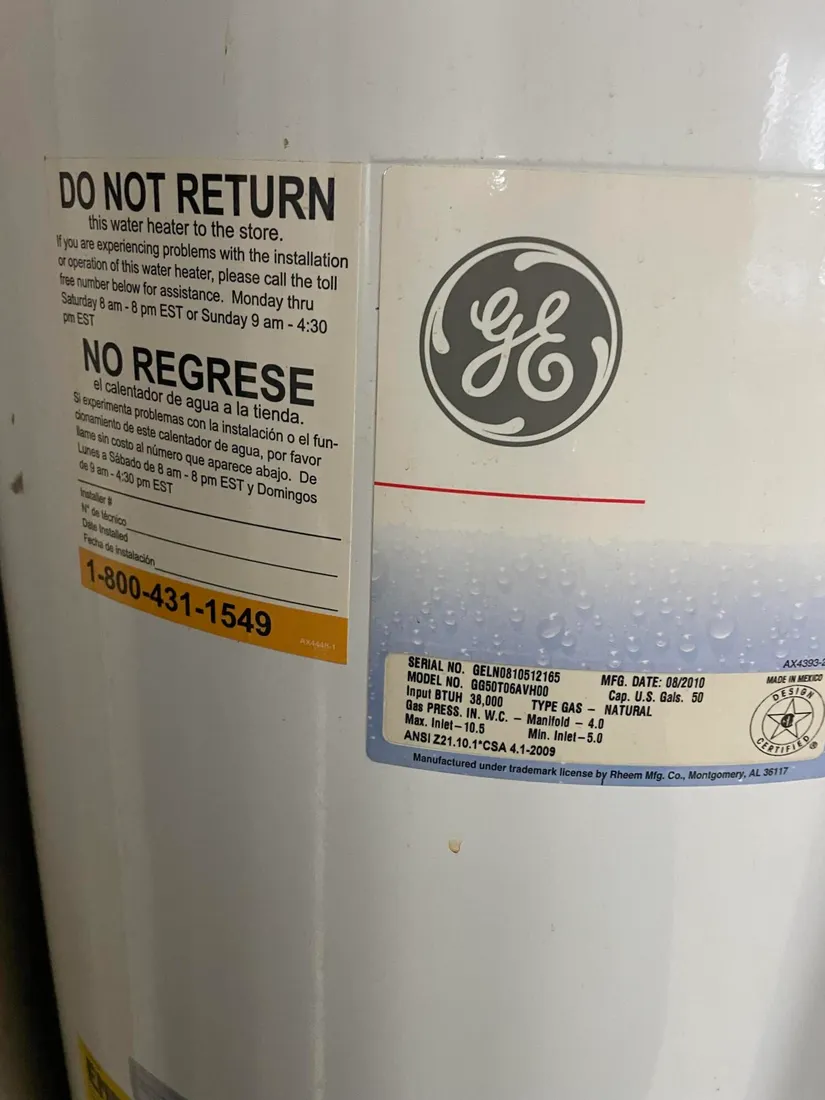 DO NOT RETURN
this water heater to the store.
If you are experiencing problems with the installation
or operation of this water heater, please call the toll
free number below for assistance. Monday thru
Saturday 8 am - 8 pm EST or Sunday 9 am - 4:30
pm EST
NO REGRESE
el calentador de agua a la tienda.
Si experimenta problemas con la instalación o el fun-
cionamiento de este calentador de agua, por favor
llame sin costo al número que aparece abajo. De
Lunes a Sábado de 8 am - 8 pm EST y Domingos
de 9 am - 4:30 pm EST
Installer #
N° de técnico
Date Installed
Fecha de instalación
1-800-431-1549
GE
AX4393-2
SERIAL NO. GELN0810512165 MFG. DATE: 08/2010
MODEL NO. GG50T06AVH00 Cap. U.S. Gals. 50
Input BTUH 38,000 TYPE GAS – NATURAL
Gas PRESS. IN. W.C. – Manifold – 4.0
Max. Inlet–10.5 Min. Inlet–5.0
ANSI Z21.10.1*CSA 4.1-2009
MADE IN MEXICO
DESIGN
CERTIFIED
Manufactured under trademark license by Rheem Mfg. Co., Montgomery, AL 36117